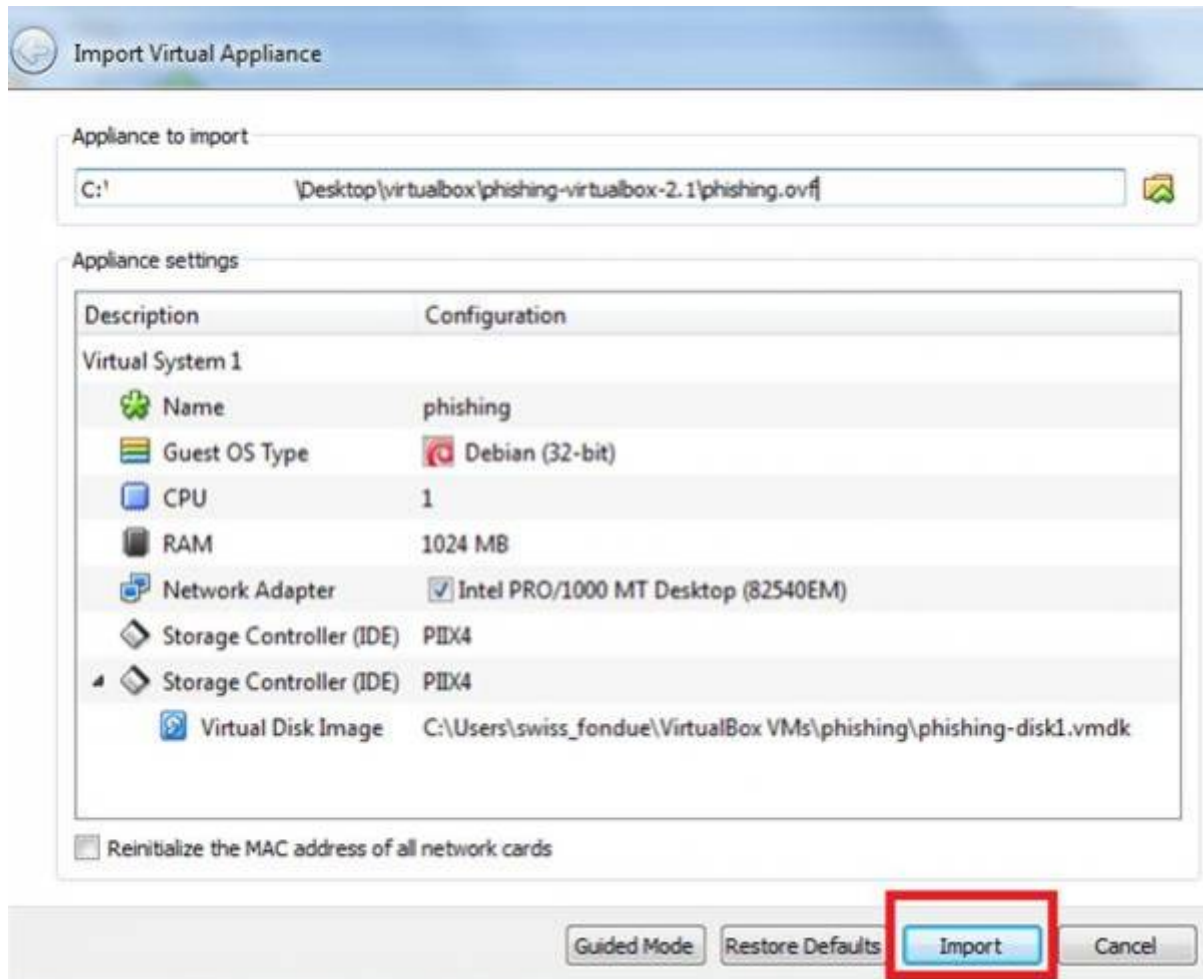 Import Virtual Appliance
Appliance to import
C:' \Desktop\virtualbox\phishing-virtualbox-2.1\phishing.ovf
Appliance settings
Description Configuration
Virtual System 1
Name phishing
Guest OS Type Debian (32-bit)
CPU 1
RAM 1024 MB
Network Adapter Intel PRO/1000 MT Desktop (82540EM)
Storage Controller (IDE) PIIX4
Storage Controller (IDE) PIIX4
Virtual Disk Image C:\Users\swiss_fondue\VirtualBox VMs\phishing\phishing-disk1.vmdk
Reinitialize the MAC address of all network cards
Guided Mode Restore Defaults Import Cancel